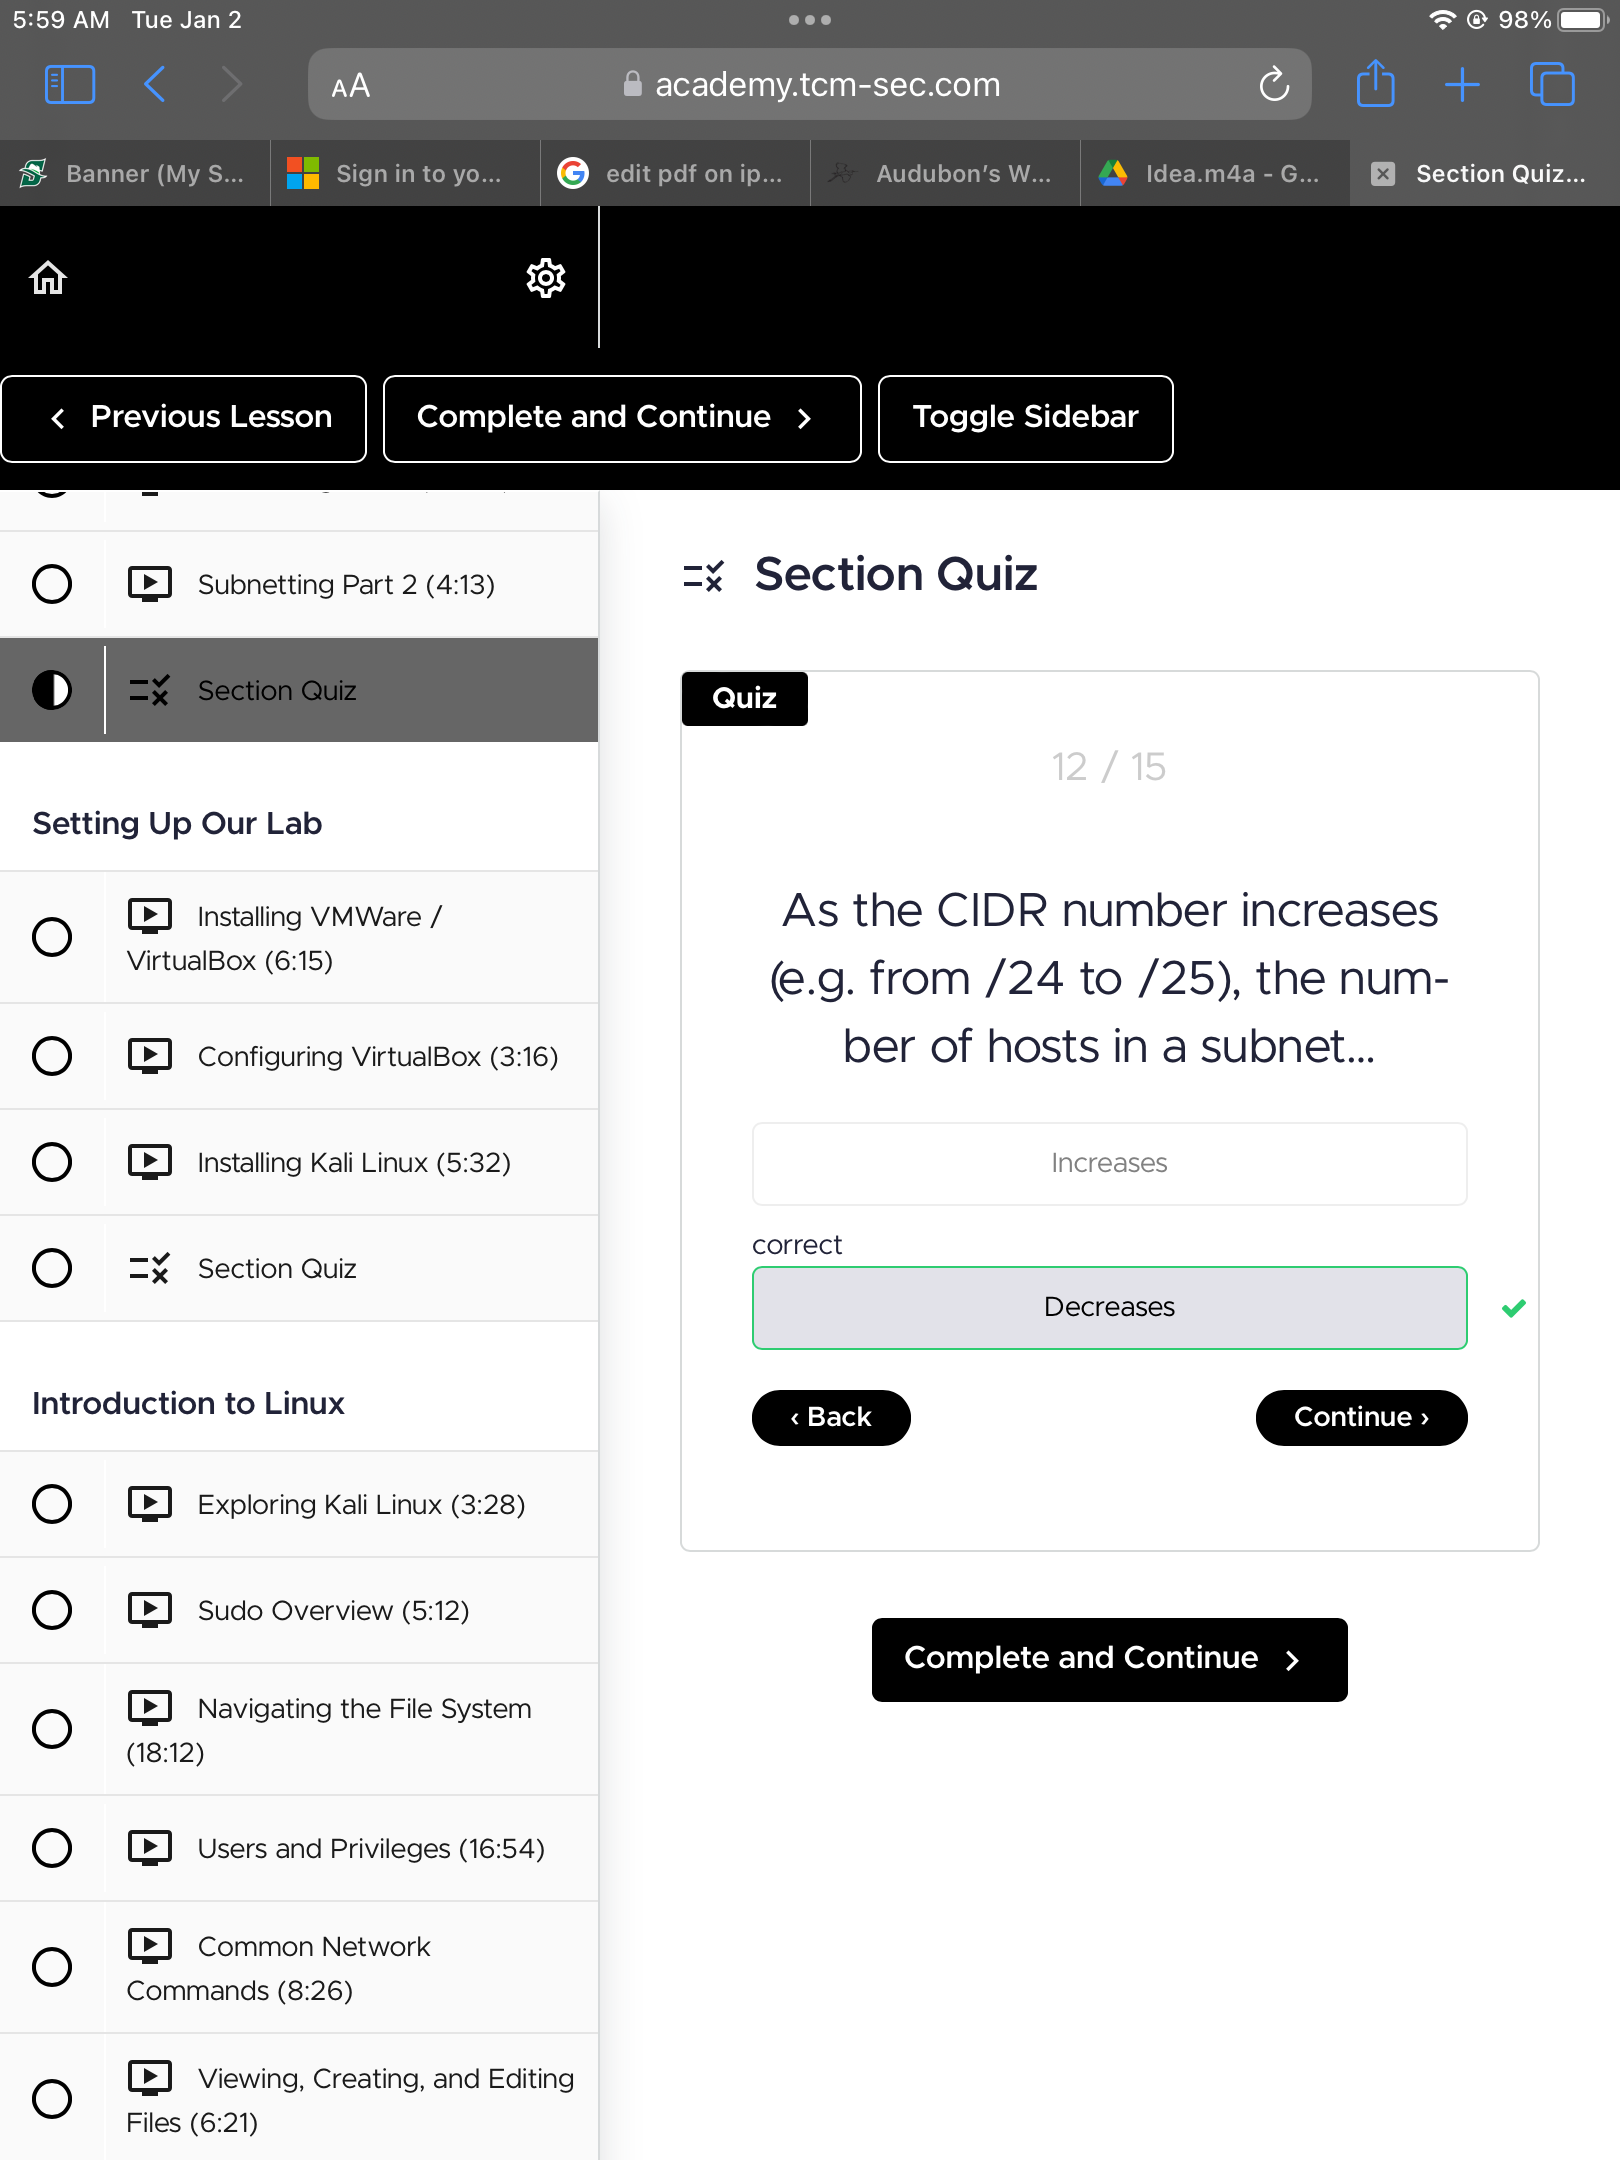 5:59 AM Tue Jan 2
98%
AA
academy.tcm-sec.com
Banner (My S...
Sign in to yo...
edit pdf on ip...
Audubon's W...
Idea.m4a - G...
Section Quiz...
Previous Lesson
Complete and Continue
Toggle Sidebar
Subnetting Part 2 (4:13)
Section Quiz
Setting Up Our Lab
Installing VMWare /
VirtualBox (6:15)
Configuring VirtualBox (3:16)
Installing Kali Linux (5:32)
Section Quiz
Introduction to Linux
Exploring Kali Linux (3:28)
Sudo Overview (5:12)
Navigating the File System
(18:12)
Users and Privileges (16:54)
Common Network
Commands (8:26)
Viewing, Creating, and Editing
Files (6:21)
Section Quiz
Quiz
12 / 15
As the CIDR number increases
(e.g. from /24 to /25), the num-
ber of hosts in a subnet...
Increases
correct
Decreases
‹ Back
Continue ›
Complete and Continue